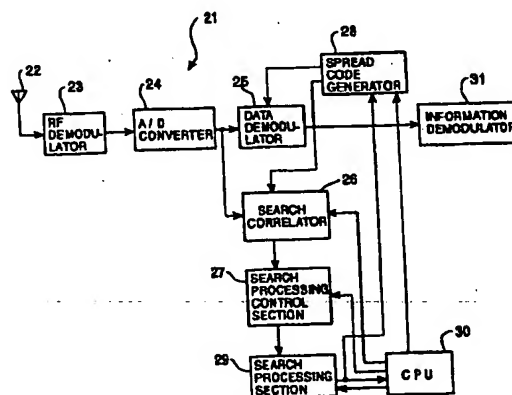 21
28
22
23
24
25
31
SPREAD CODE
GENERATOR
RF
DEMODU-
LATOR
A/D
CONVERTER
DATA
DEMODU-
LATOR
INFORMATION
DEMODULATOR
26
SEARCH
CORRELATOR
27
SEARCH
PROCESSING
CONTROL
SECTION
30
29
SEARCH
PROCESSING
SECTION
CPU